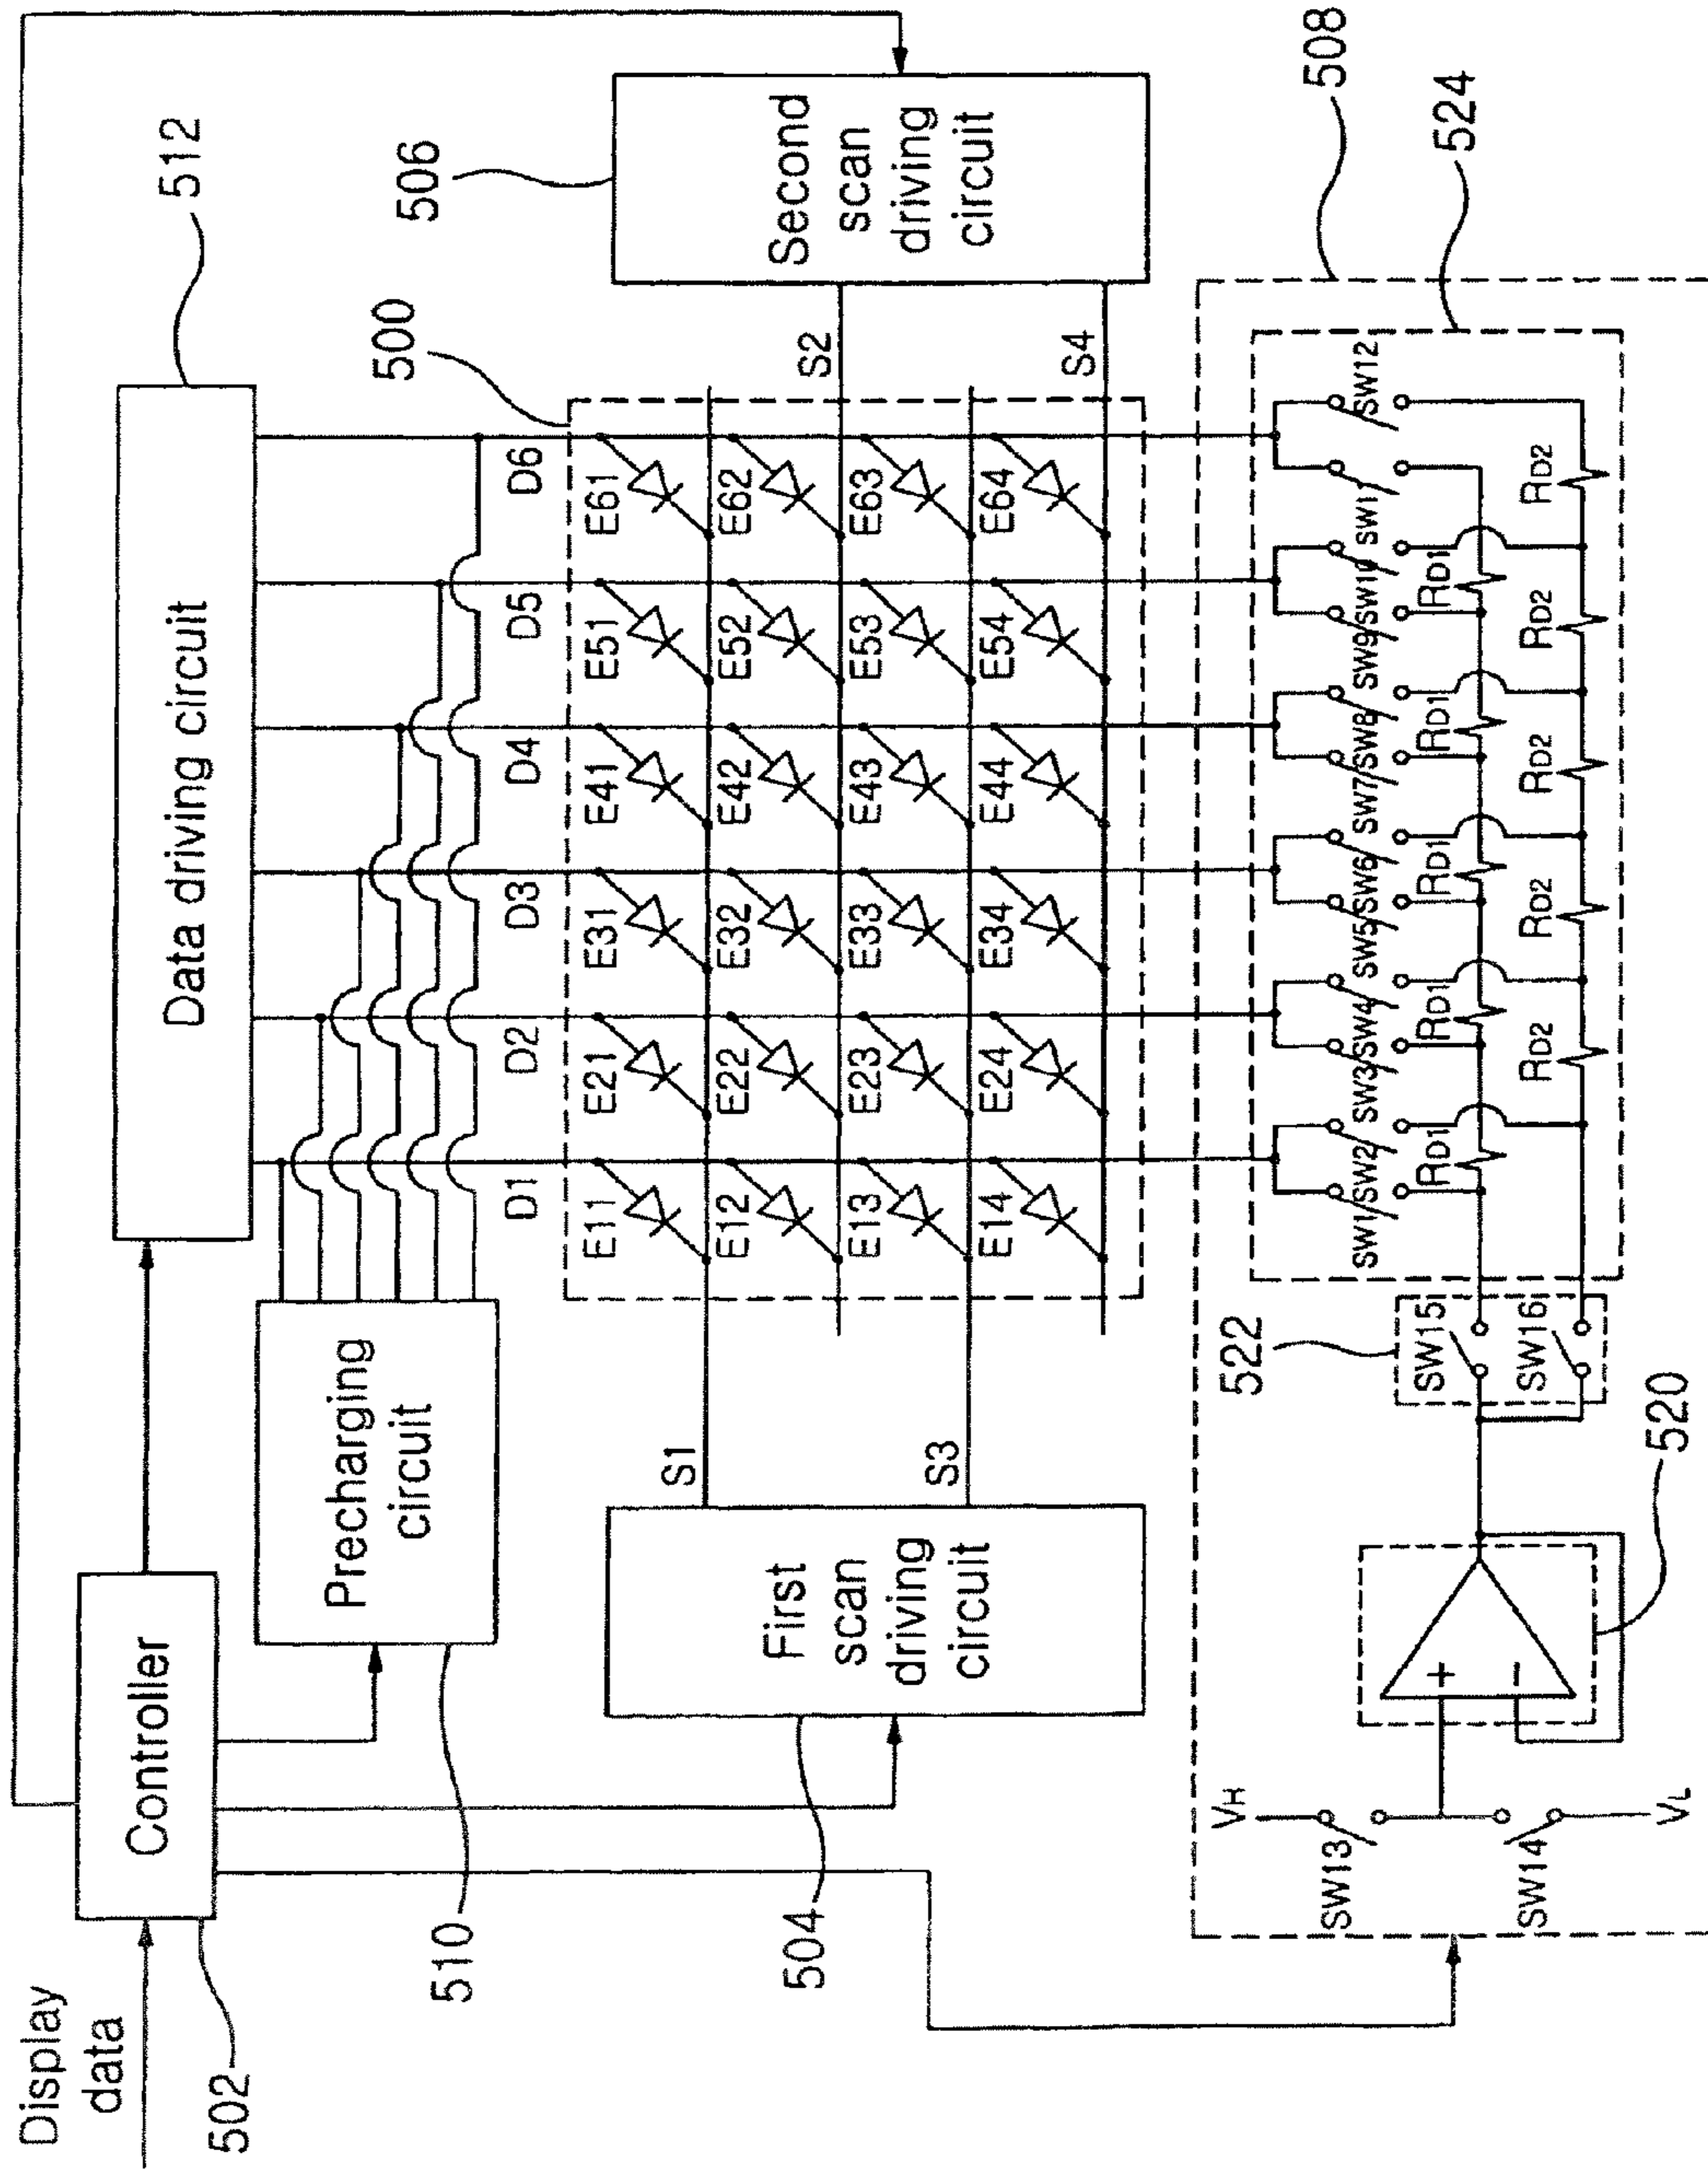 Display
data
502
Controller
510
Precharging
circuit
Data driving circuit
512
504
First
scan
driving
circuit
506
Second
scan
driving
circuit
500
S1
S3
S2
S4
D1
D2
D3
D4
D5
D6
E11
E21
E31
E41
E51
E61
E12
E22
E32
E42
E52
E62
E13
E23
E33
E43
E53
E63
E14
E24
E34
E44
E54
E64
508
524
522
520
VH
VL
SW13
SW14
+
−
SW15
SW16
SW1
SW2
SW3
SW4
SW5
SW6
SW7
SW8
SW9
SW10
SW11
SW12
RD1
RD1
RD1
RD1
RD1
RD2
RD2
RD2
RD2
RD2